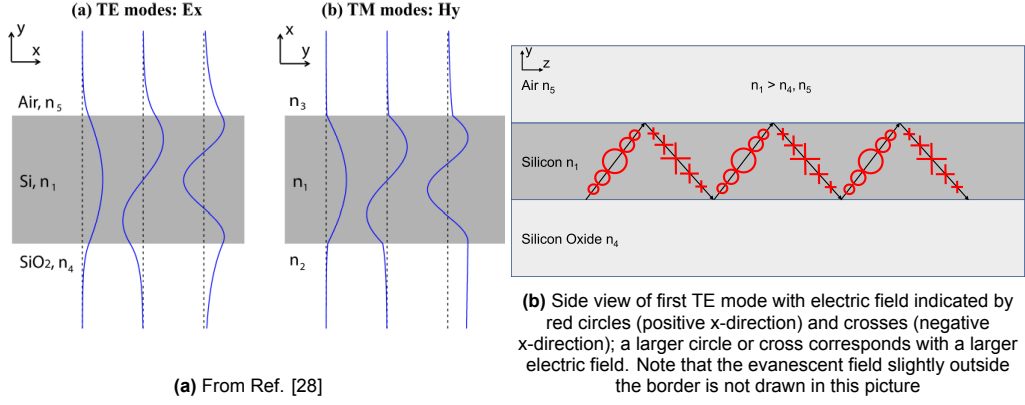 (a) TE modes: Ex
y
x
Air, n5
Si, n1
SiO2, n4
(b) TM modes: Hy
x
y
n3
n1
n2
(a) From Ref. [28]
y
z
Air n5
n1 > n4, n5
Silicon n1
Silicon Oxide n4
(b) Side view of first TE mode with electric field indicated by
red circles (positive x-direction) and crosses (negative
x-direction); a larger circle or cross corresponds with a larger
electric field. Note that the evanescent field slightly outside
the border is not drawn in this picture